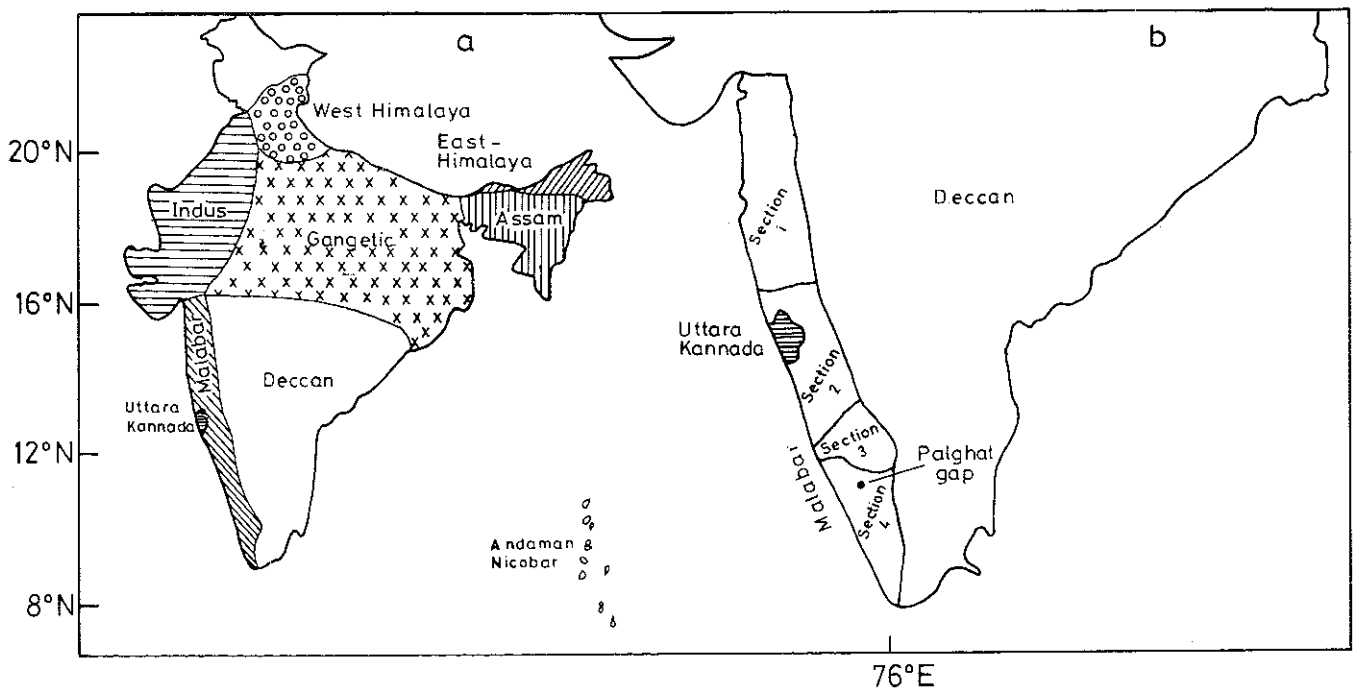 a
West Himalaya
East-
Himalaya
Indus
Gangetic
Assam
Malabar
Deccan
Uttara
Kannada
Andaman
Nicobar
20°N
16°N
12°N
8°N
b
Deccan
Section
1
Uttara
Kannada
Section
2
Section
3
Palghat
gap
Section
4
Malabar
76°E